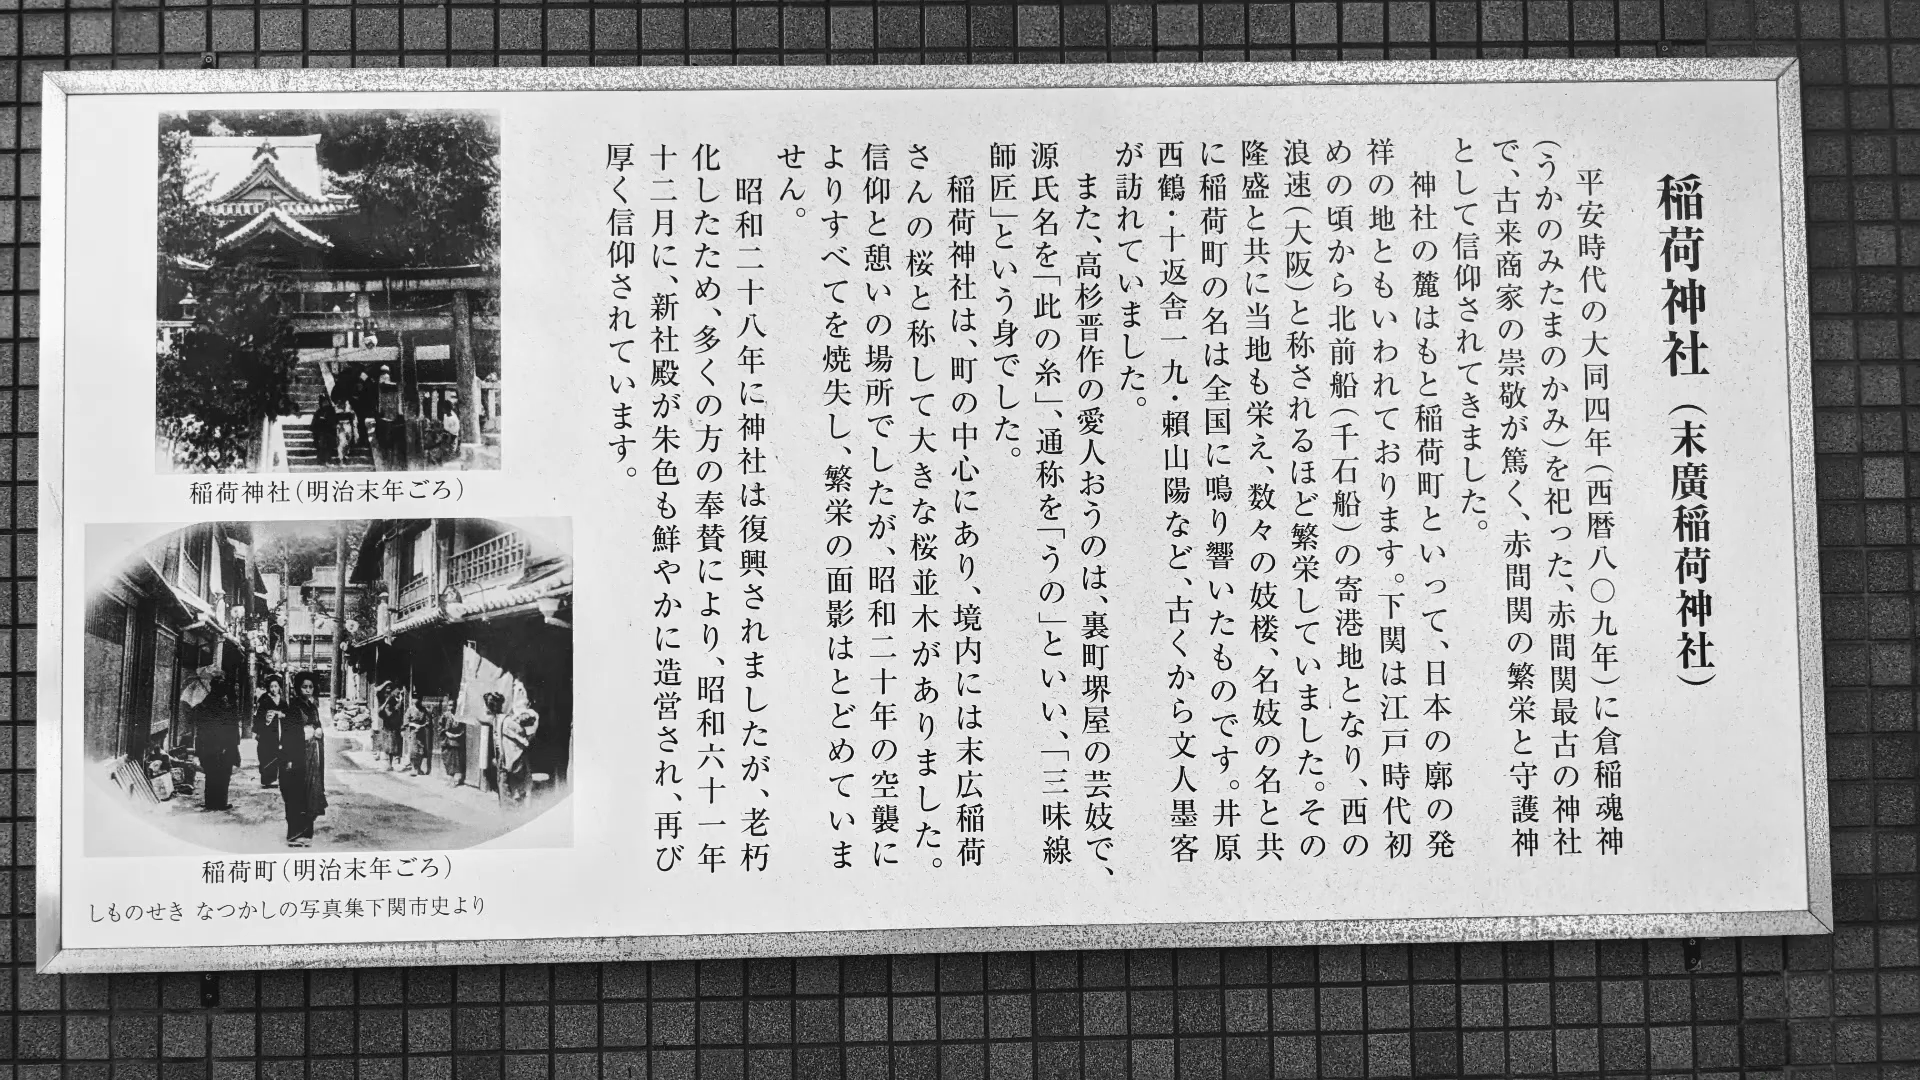 稲荷神社(末廣稲荷神社)
平安時代の大同四年(西暦八〇九年)に倉稲魂神
(うかのみたまのかみ)を祀った、赤間関最古の神社
で、古来商家の崇敬が篤く、赤間関の繁栄と守護神
として信仰されてきました。
神社の麓はもと稲荷町といって、日本の廓の発
祥の地ともいわれております。下関は江戸時代初
めの頃から北前船(千石船)の寄港地となり、西の
浪速(大阪)と称されるほど繁栄していました。その
隆盛と共に当地も栄え、数々の妓楼、名妓の名と共
に稲荷町の名は全国に鳴り響いたものです。井原
西鶴・十返舎一九・頼山陽など、古くから文人墨客
が訪れていました。
また、高杉晋作の愛人おうのは、裏町堺屋の芸妓で、
源氏名を「此の糸」、通称を「うの」といい、「三味線
師匠」という身でした。
稲荷神社は、町の中心にあり、境内には末広稲荷
さんの桜と称して大きな桜並木がありました。
信仰と憩いの場所でしたが、昭和二十年の空襲に
よりすべてを焼失し、繁栄の面影はとどめていま
せん。
昭和二十八年に神社は復興されましたが、老朽
化したため、多くの方の奉賛により、昭和六十一年
十二月に、新社殿が朱色も鮮やかに造営され、再び
厚く信仰されています。
稲荷神社(明治末年ごろ)
稲荷町(明治末年ごろ)
しものせき なつかしの写真集下関市史より